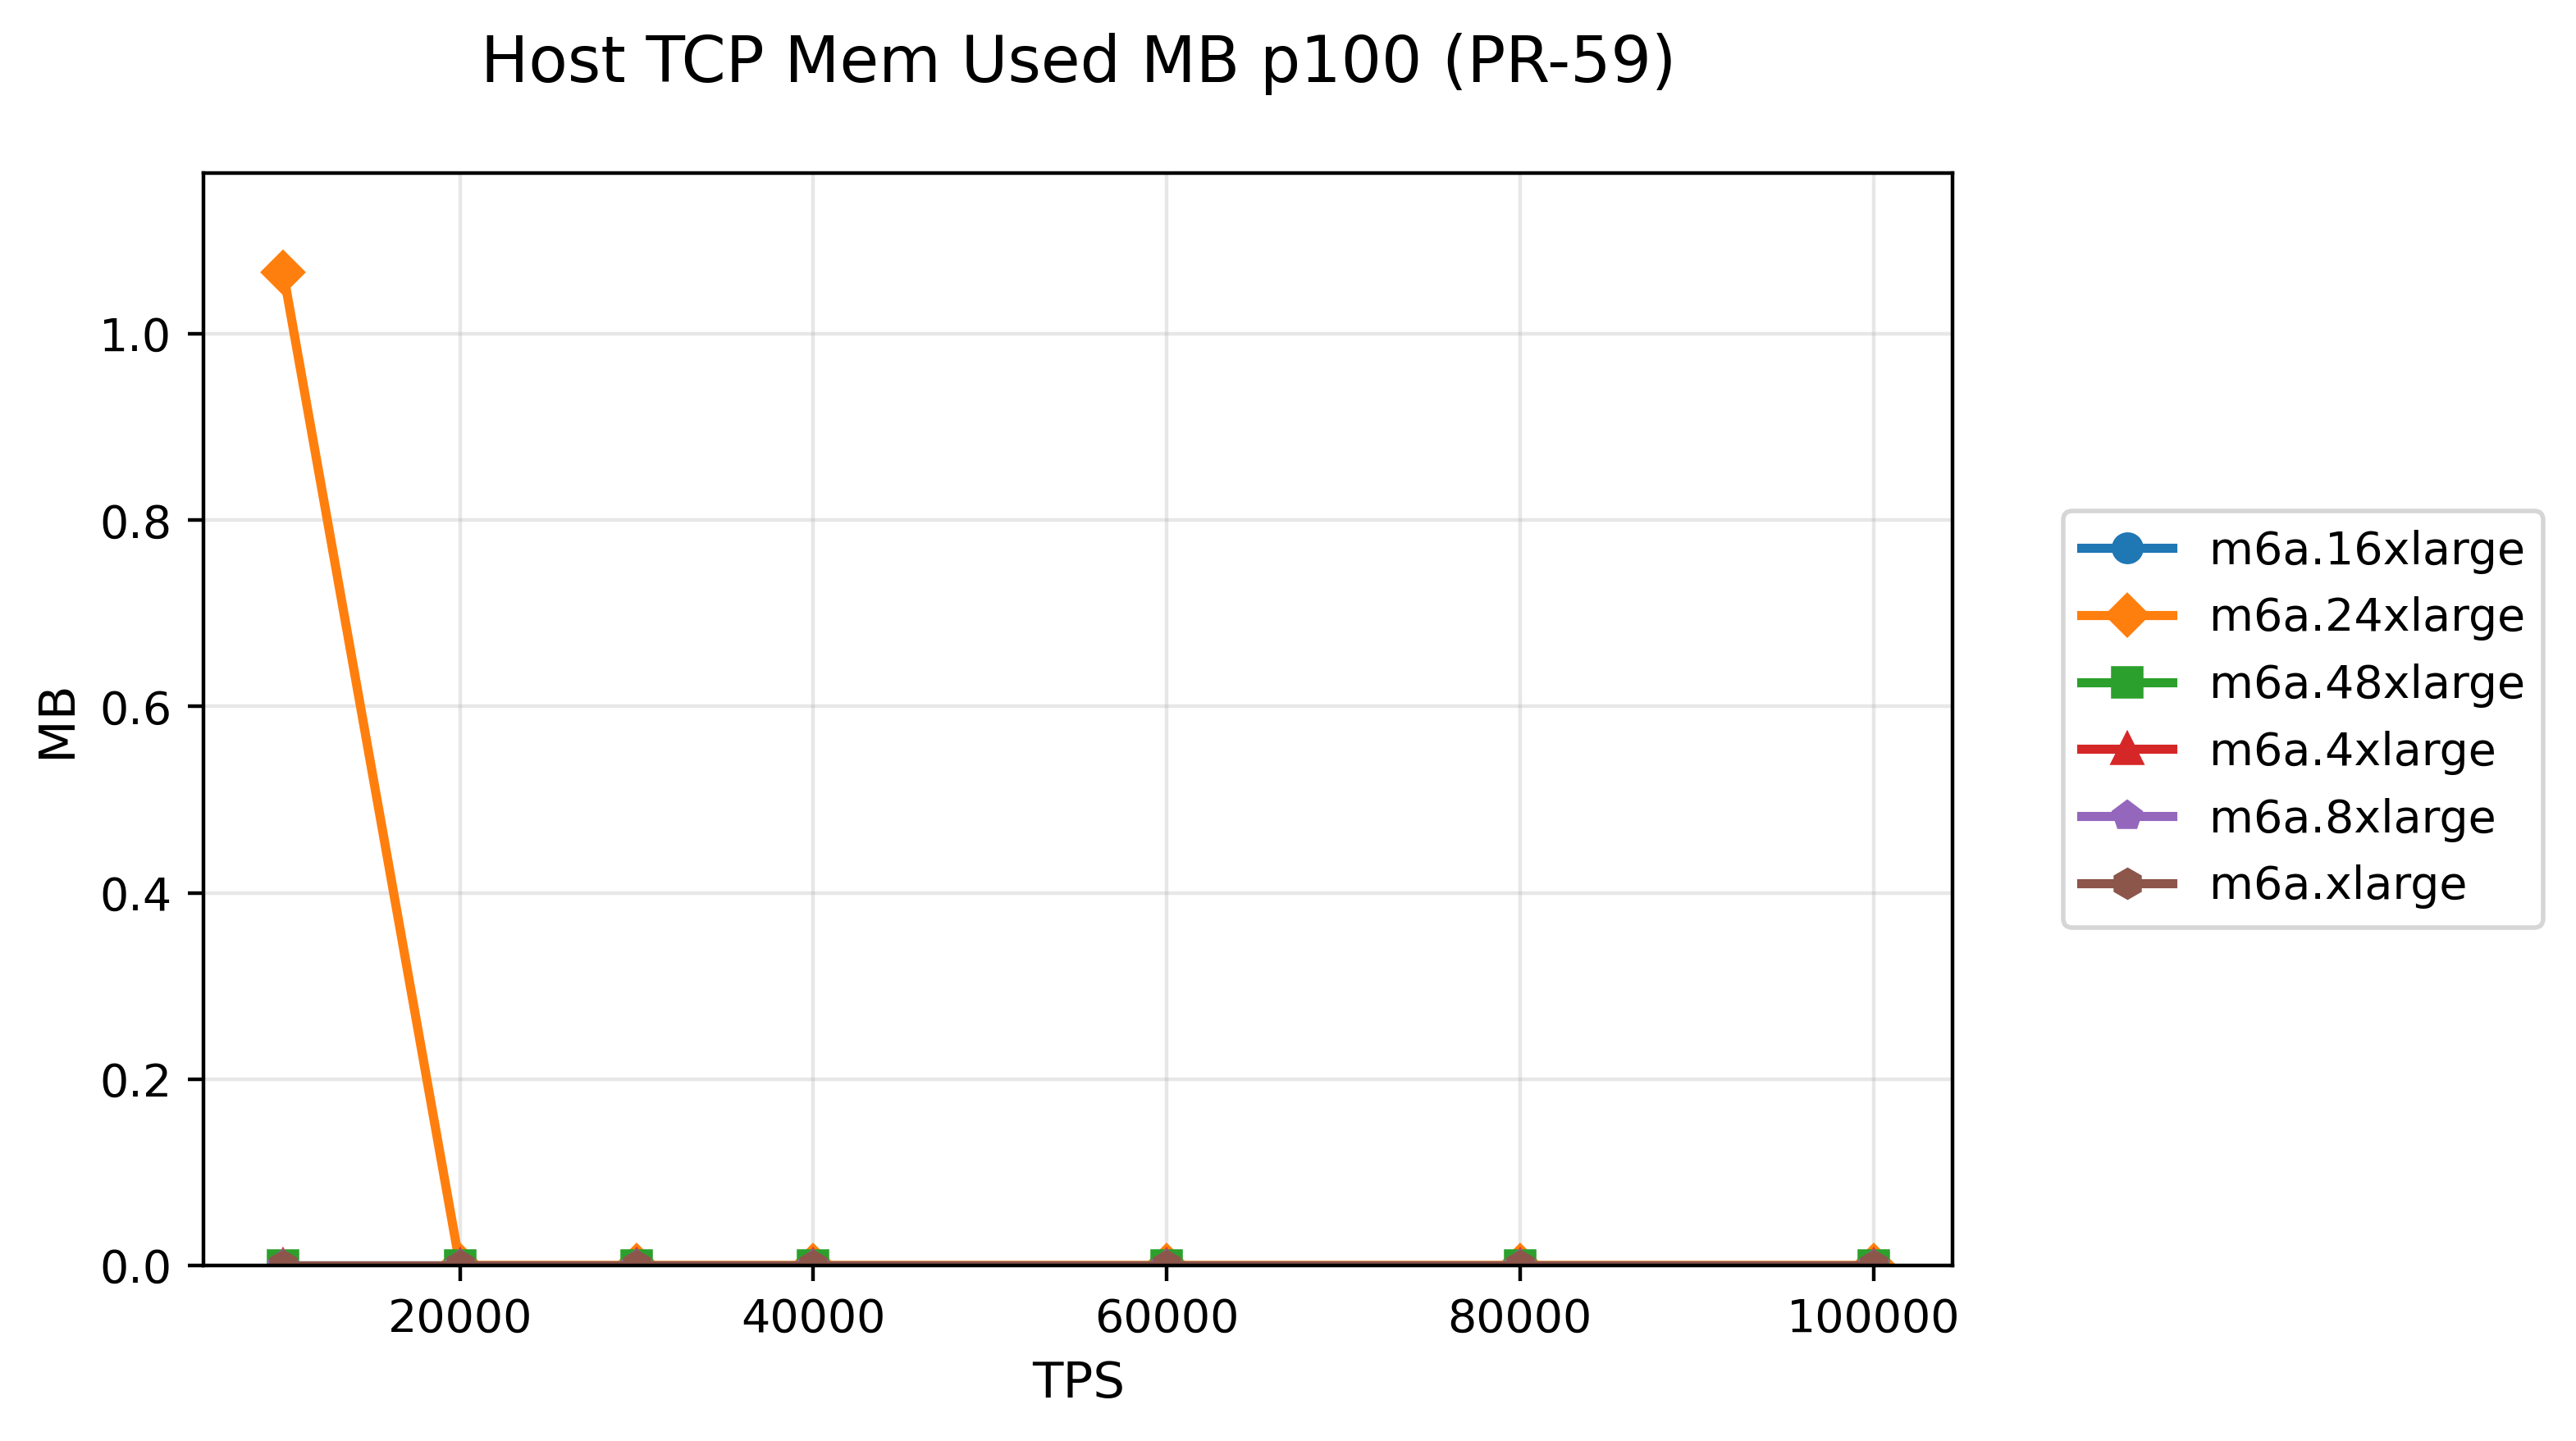 Host TCP Mem Used MB p100 (PR-59)
MB
1.0
0.8
0.6
0.4
0.2
0.0
20000
40000
60000
80000
100000
TPS
m6a.16xlarge
m6a.24xlarge
m6a.48xlarge
m6a.4xlarge
m6a.8xlarge
m6a.xlarge